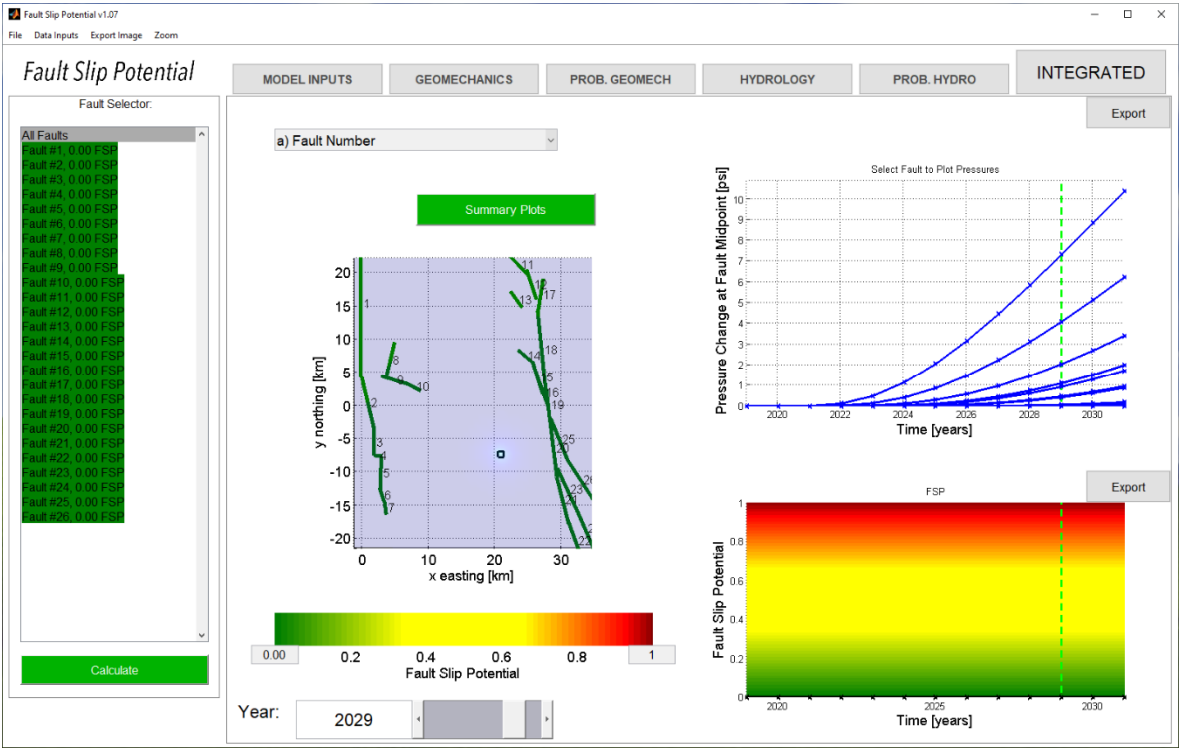 Fault Slip Potential v1.07
File Data Inputs Export Image Zoom
Fault Slip Potential
MODEL INPUTS GEOMECHANICS PROB. GEOMECH HYDROLOGY PROB. HYDRO INTEGRATED
Fault Selector:
All Faults
Fault #1, 0.00 FSP
Fault #2, 0.00 FSP
Fault #3, 0.00 FSP
Fault #4, 0.00 FSP
Fault #5, 0.00 FSP
Fault #6, 0.00 FSP
Fault #7, 0.00 FSP
Fault #8, 0.00 FSP
Fault #9, 0.00 FSP
Fault #10, 0.00 FSP
Fault #11, 0.00 FSP
Fault #12, 0.00 FSP
Fault #13, 0.00 FSP
Fault #14, 0.00 FSP
Fault #15, 0.00 FSP
Fault #16, 0.00 FSP
Fault #17, 0.00 FSP
Fault #18, 0.00 FSP
Fault #19, 0.00 FSP
Fault #20, 0.00 FSP
Fault #21, 0.00 FSP
Fault #22, 0.00 FSP
Fault #23, 0.00 FSP
Fault #24, 0.00 FSP
Fault #25, 0.00 FSP
Fault #26, 0.00 FSP
Calculate
a) Fault Number
Summary Plots
y northing [km]
20
15
10
5
0
-5
-10
-15
-20
1
2
3
4
5
6
7
8
9
10
11
12
13
17
14
18
15
16
19
25
20
26
23
21
22
0 10 20 30
x easting [km]
0.00 0.2 0.4 0.6 0.8 1
Fault Slip Potential
Year: 2029
Export
Select Fault to Plot Pressures
Pressure Change at Fault Midpoint [psi]
10
9
8
7
6
5
4
3
2
1
0
2020 2022 2024 2026 2028 2030
Time [years]
Export
FSP
Fault Slip Potential
1
0.8
0.6
0.4
0.2
0
2020 2025 2030
Time [years]